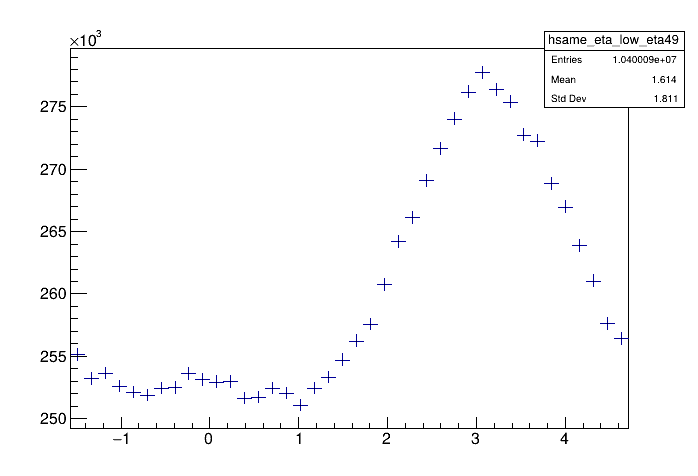 ×10³
hsame_eta_low_eta49
Entries 1.040009e+07
Mean 1.614
Std Dev 1.811
275
270
265
260
255
250
−1 0 1 2 3 4